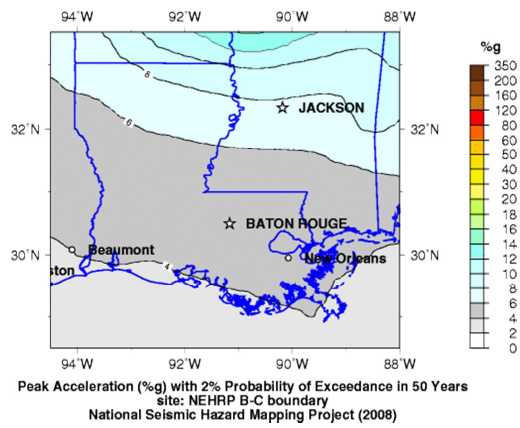 94°W 92°W 90°W 88°W
%g
350
200
160
120
80
60
50
40
30
20
18
16
14
12
10
8
6
4
2
0
8
JACKSON
32°N
32°N
6
BATON ROUGE
Beaumont
New Orleans
30°N
30°N
ston
4
94°W 92°W 90°W 88°W
Peak Acceleration (%g) with 2% Probability of Exceedance in 50 Years
site: NEHRP B-C boundary
National Seismic Hazard Mapping Project (2008)